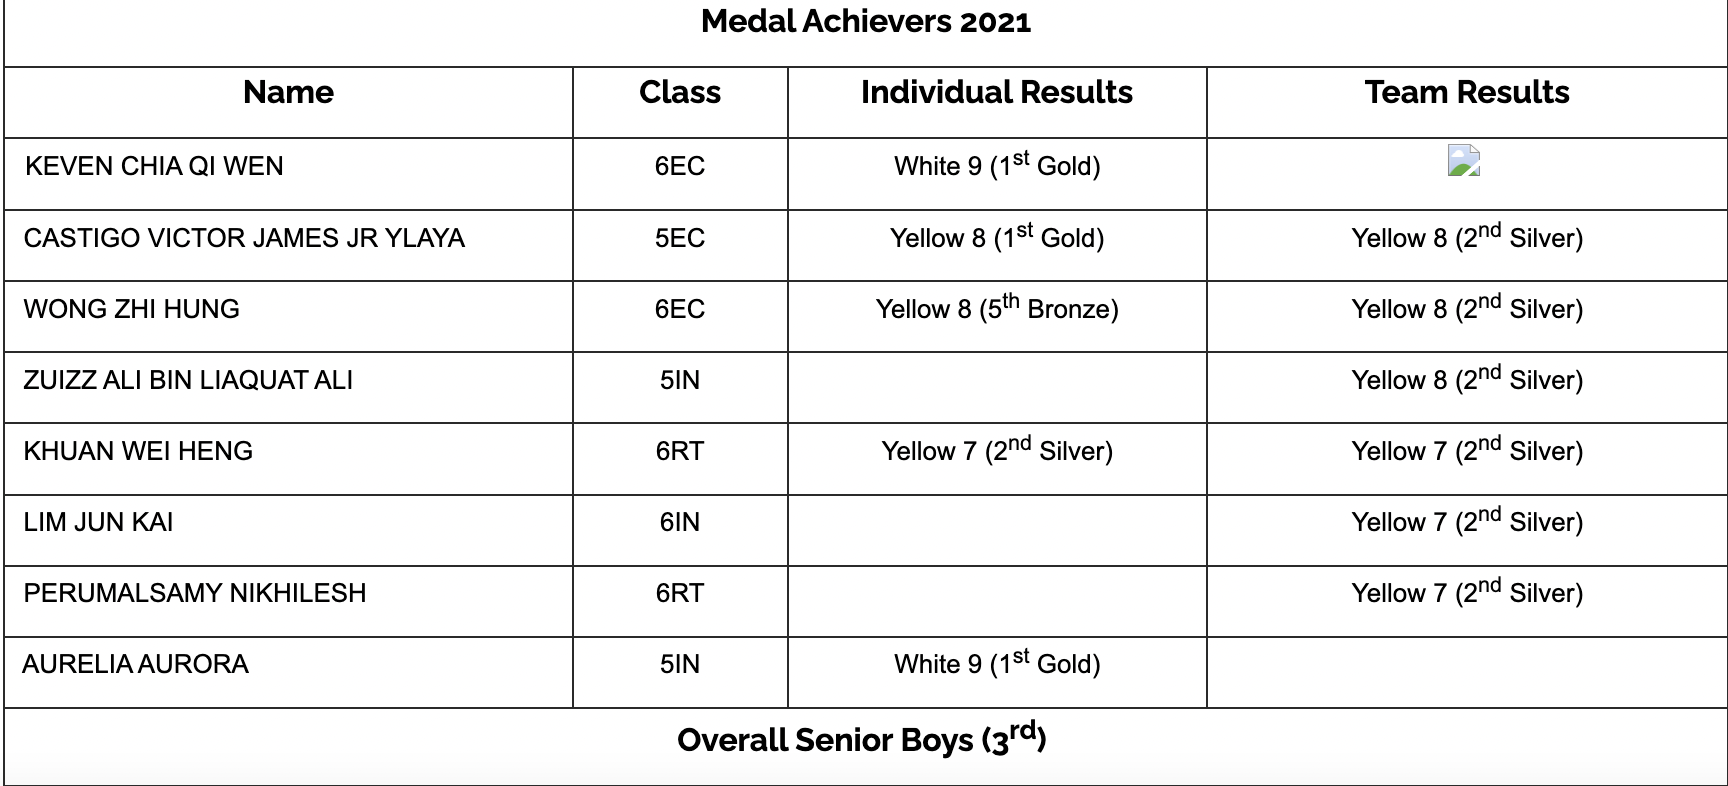 Medal Achievers 2021
Name Class Individual Results Team Results
KEVEN CHIA QI WEN 6EC White 9 (1st Gold)
CASTIGO VICTOR JAMES JR YLAYA 5EC Yellow 8 (1st Gold) Yellow 8 (2nd Silver)
WONG ZHI HUNG 6EC Yellow 8 (5th Bronze) Yellow 8 (2nd Silver)
ZUIZZ ALI BIN LIAQUAT ALI 5IN Yellow 8 (2nd Silver)
KHUAN WEI HENG 6RT Yellow 7 (2nd Silver) Yellow 7 (2nd Silver)
LIM JUN KAI 6IN Yellow 7 (2nd Silver)
PERUMALSAMY NIKHILESH 6RT Yellow 7 (2nd Silver)
AURELIA AURORA 5IN White 9 (1st Gold)
Overall Senior Boys (3rd)